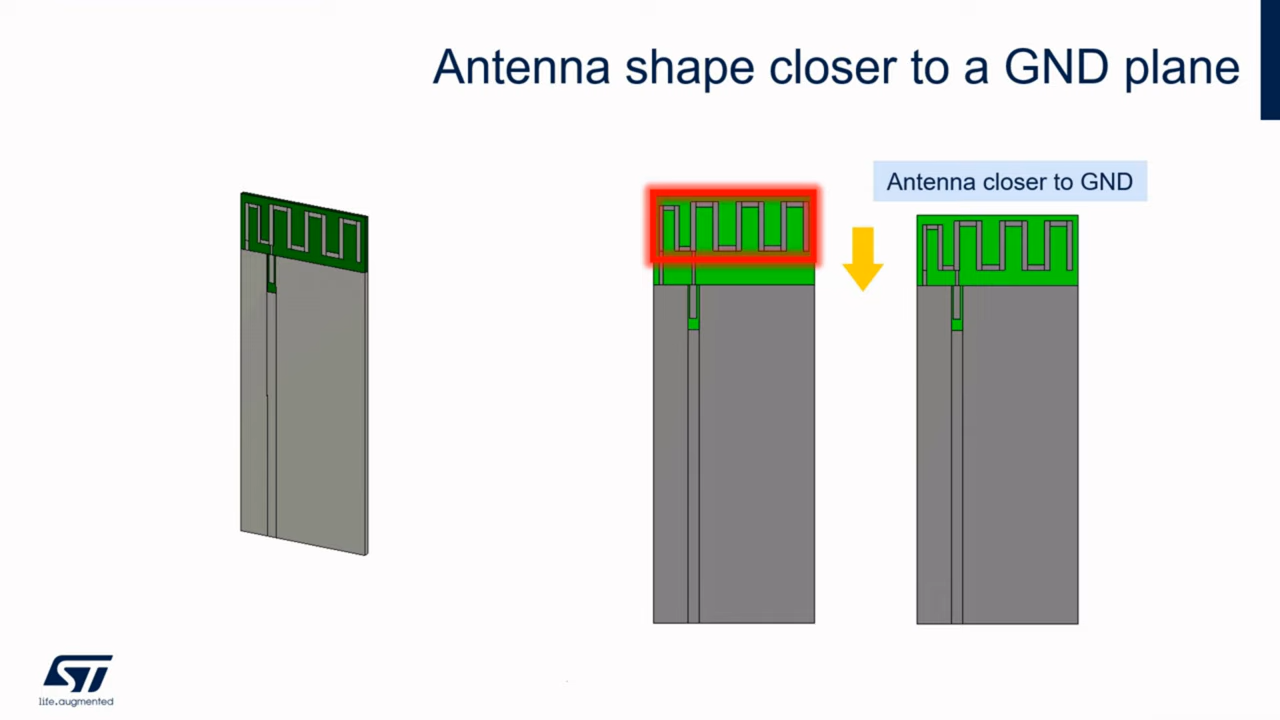 Antenna shape closer to a GND plane
Antenna closer to GND
ST
life.augmented